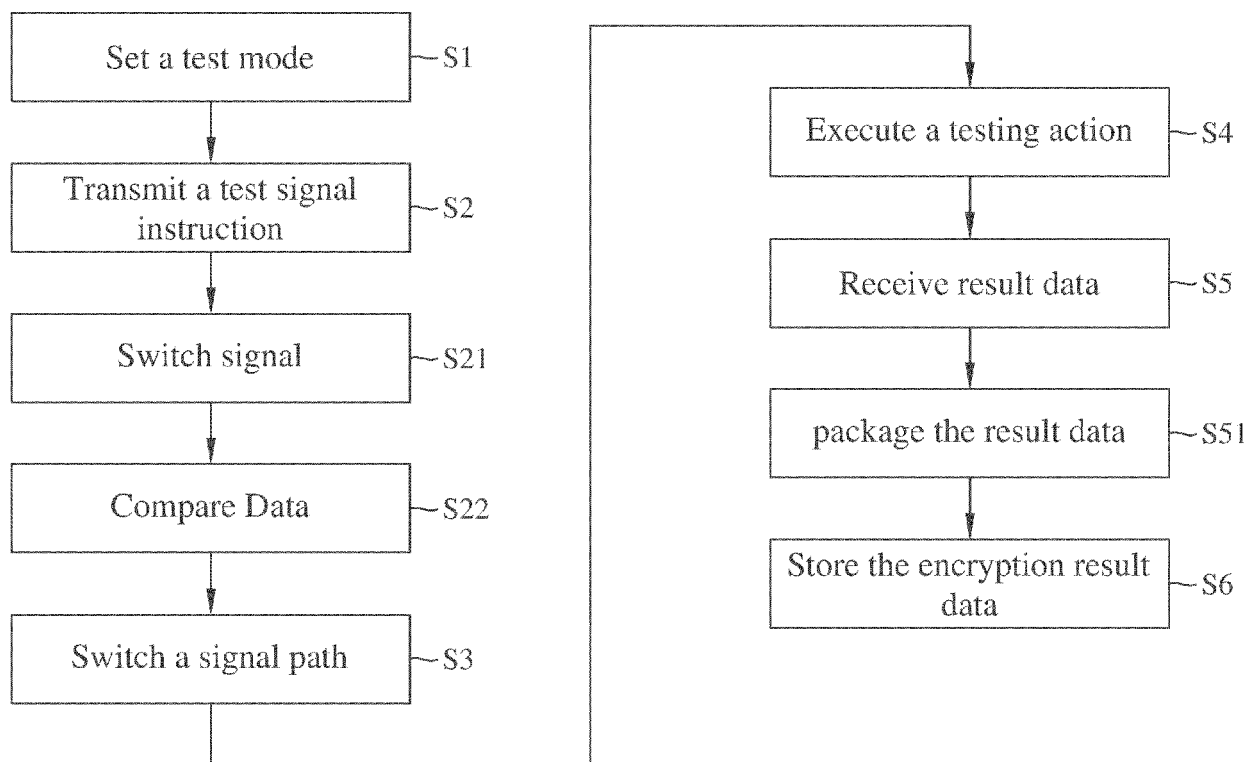 Set a test mode
S1
Transmit a test signal
instruction
S2
Switch signal
S21
Compare Data
S22
Switch a signal path
S3
Execute a testing action
S4
Receive result data
S5
package the result data
S51
Store the encryption result
data
S6